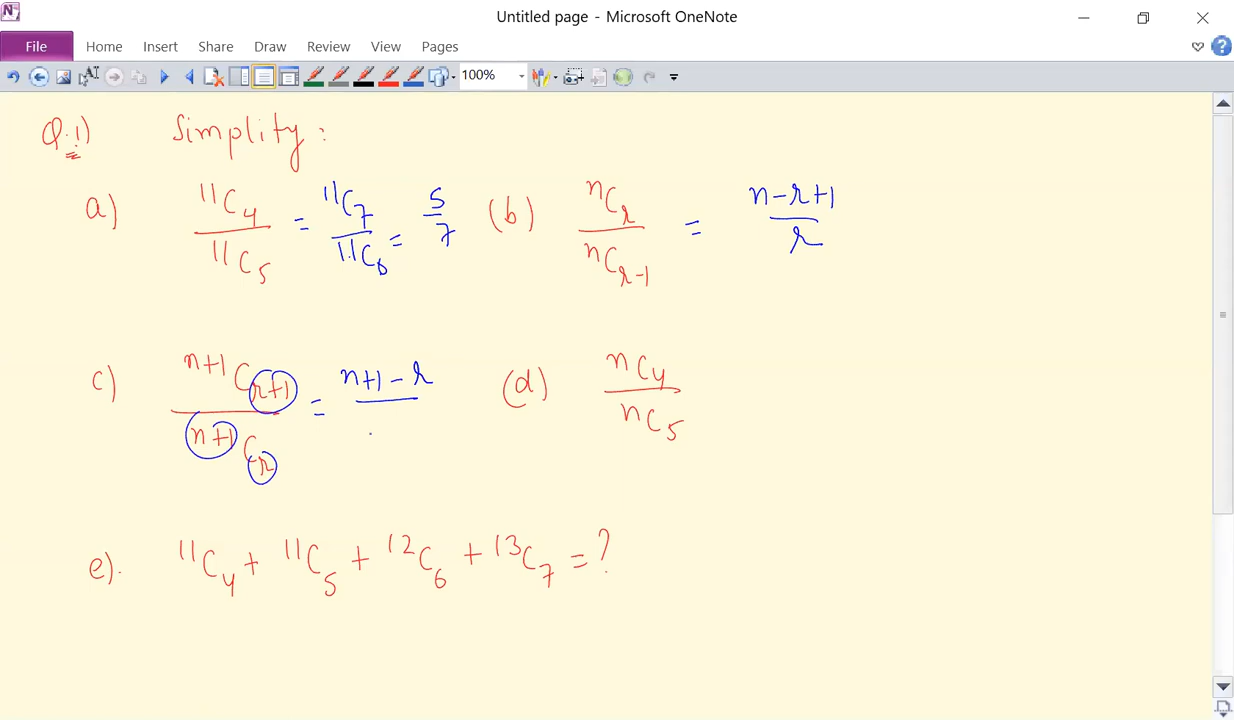 Untitled page - Microsoft OneNote
File Home Insert Share Draw Review View Pages
100%
Q.1) Simplity :
a) ¹¹C₄ / ¹¹C₅ = ¹¹C₇ / ¹¹C₆ = 5/7 (b) ⁿCᵣ / ⁿCᵣ₋₁ = n-r+1 / r
c) ⁿ⁺¹Cᵣ₊₁ / ⁿ⁺¹Cᵣ = n+1-r (d) ⁿC₄ / ⁿC₅
e). ¹¹C₄ + ¹¹C₅ + ¹²C₆ + ¹³C₇ = ?